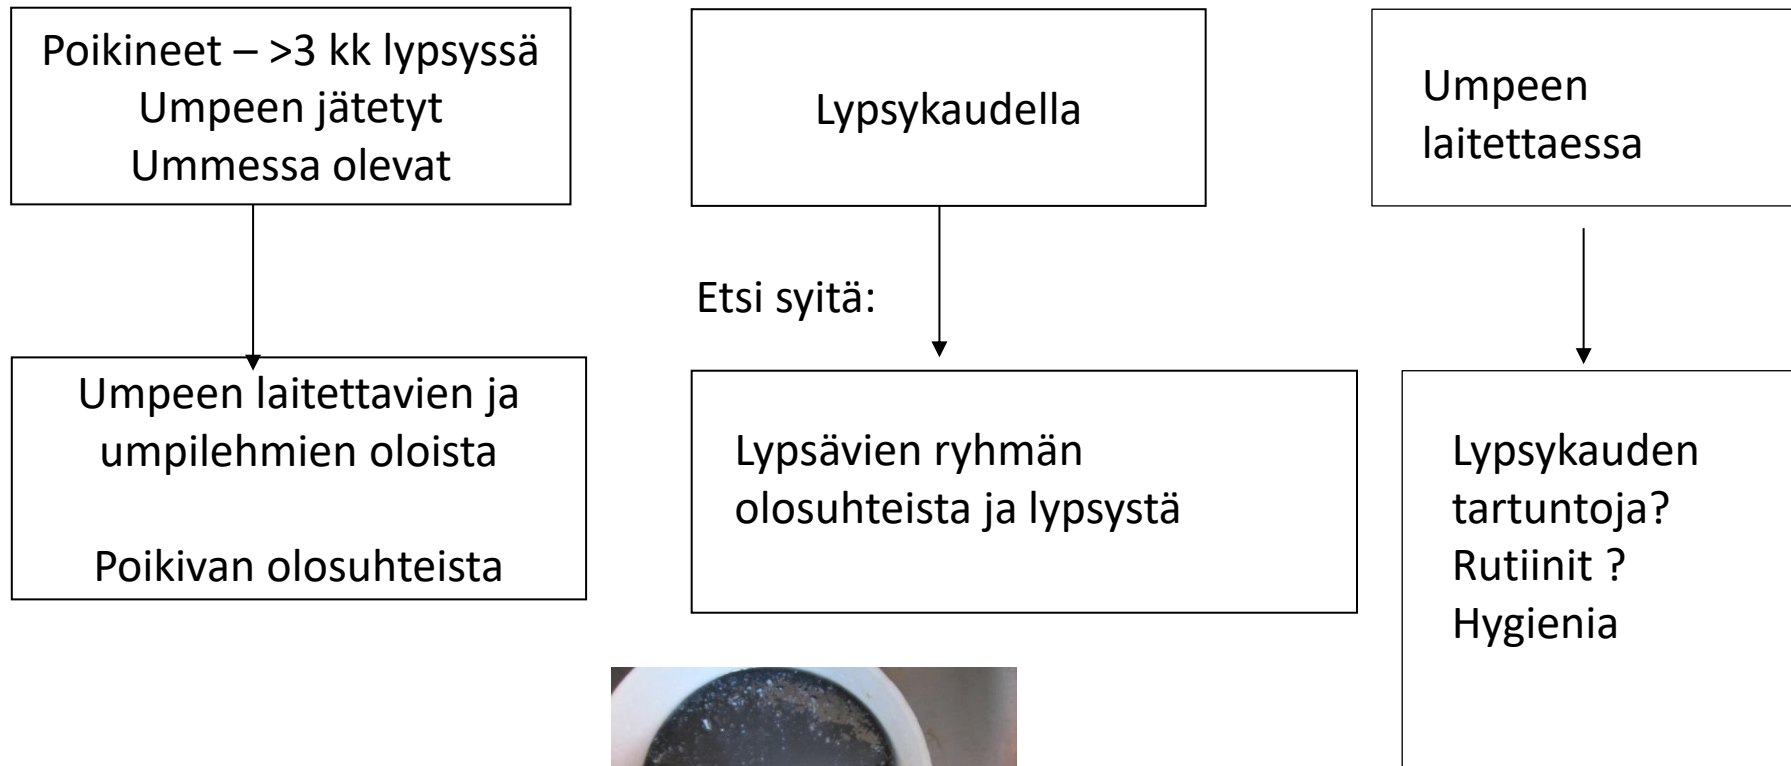 Poikineet – >3 kk lypsyssä
Umpeen jätetyt
Ummessa olevat
Lypsykaudella
Umpeen
laitettaessa
Etsi syitä:
Umpeen laitettavien ja
umpilehmien oloista
Poikivan olosuhteista
Lypsävien ryhmän
olosuhteista ja lypsystä
Lypsykauden
tartuntoja?
Rutiinit ?
Hygienia